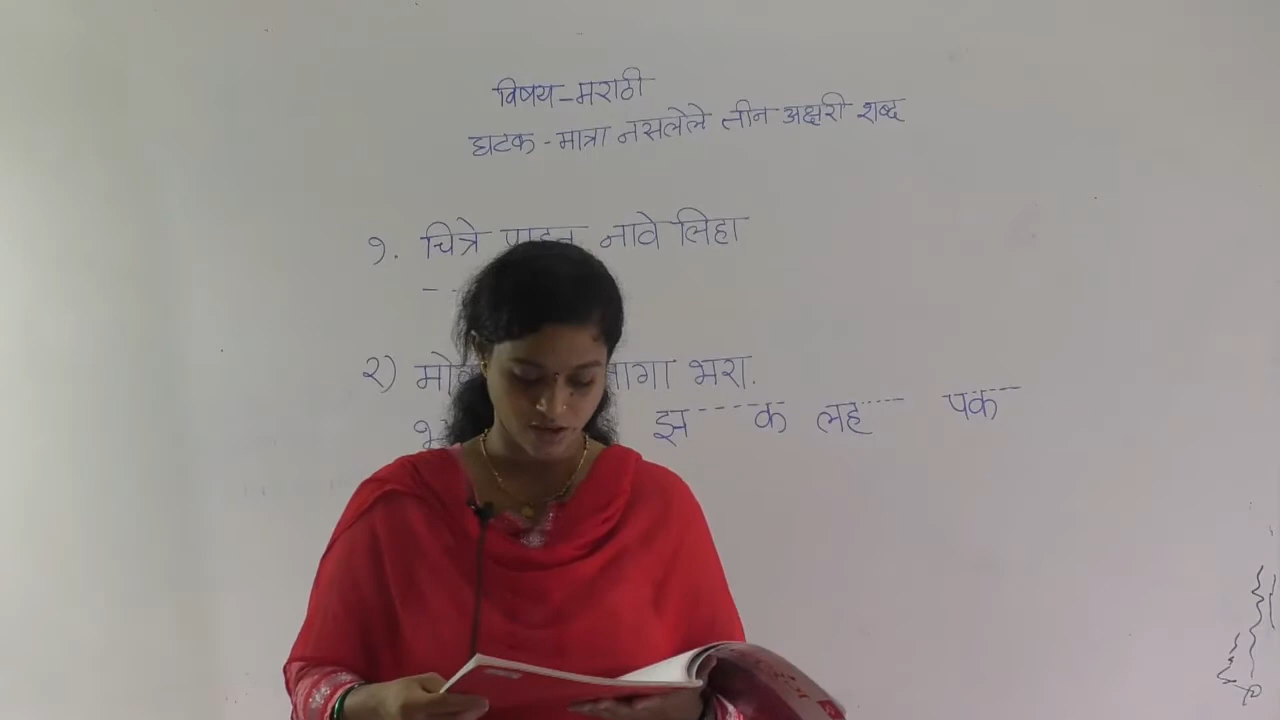 विषय-मराठी
घटक - मात्रा नसलेले तीन अक्षरी शब्द
१. चित्रे पाहून नावे लिहा
२) जागा भरा.
झ ---- क लह ---- पक ----